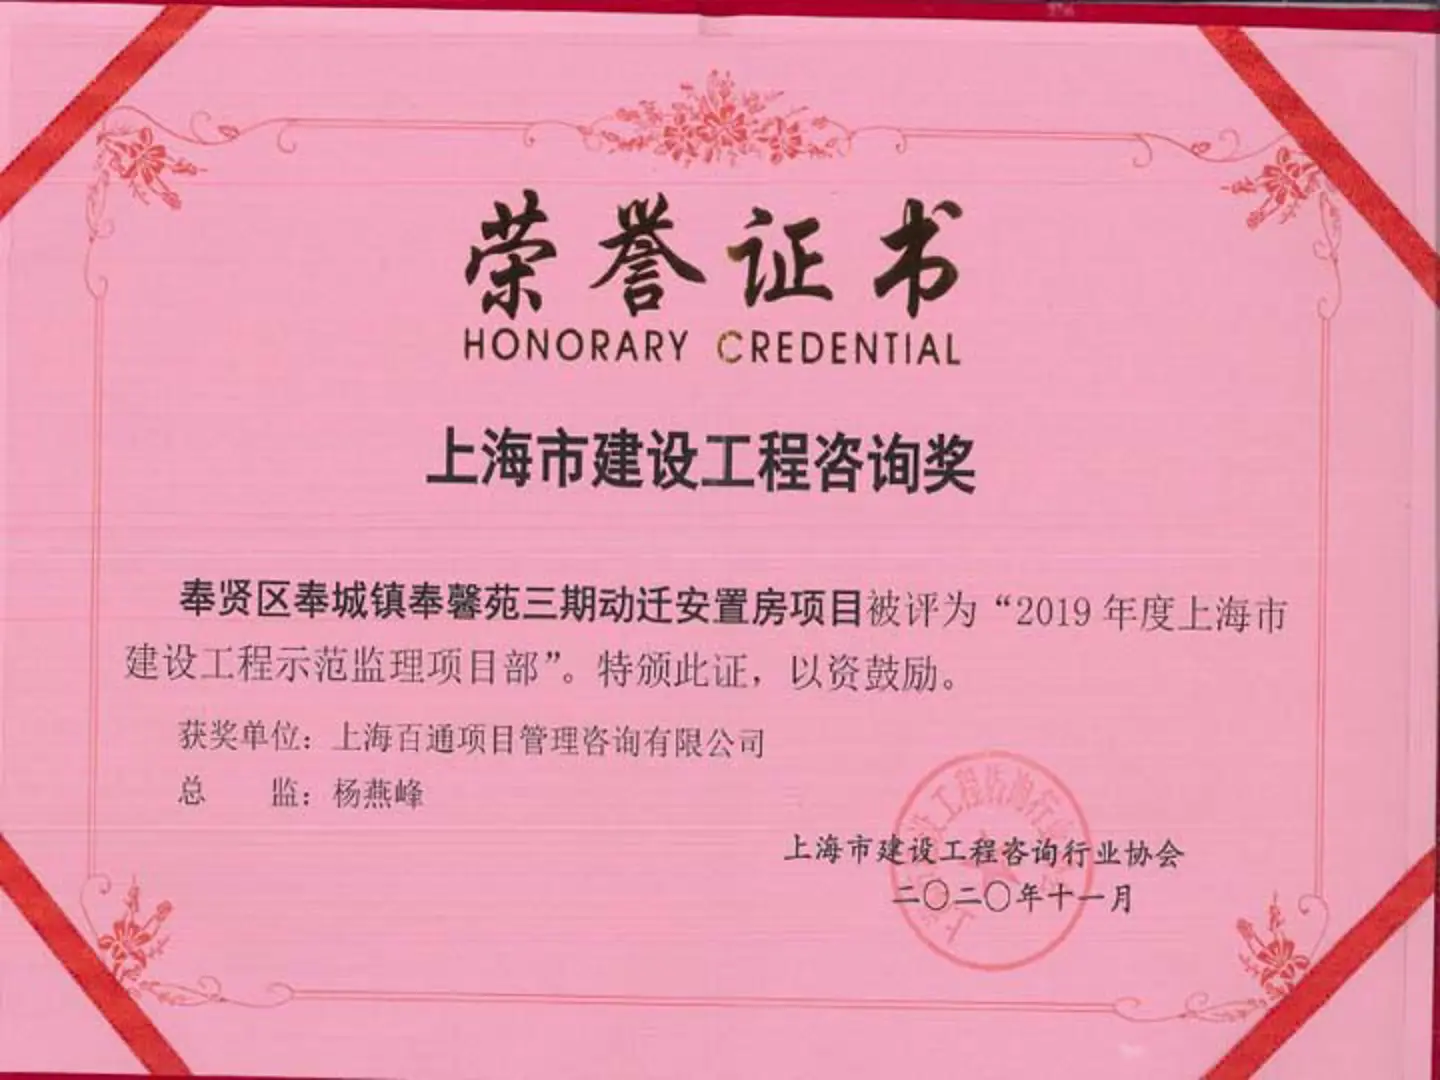 荣誉证书
HONORARY CREDENTIAL
上海市建设工程咨询奖
奉贤区奉城镇奉馨苑三期动迁安置房项目被评为“2019年度上海市
建设工程示范监理项目部”。特颁此证，以资鼓励。
获奖单位：上海百通项目管理咨询有限公司
总 监：杨燕峰
上海市建设工程咨询行业协会
二〇二〇年十一月